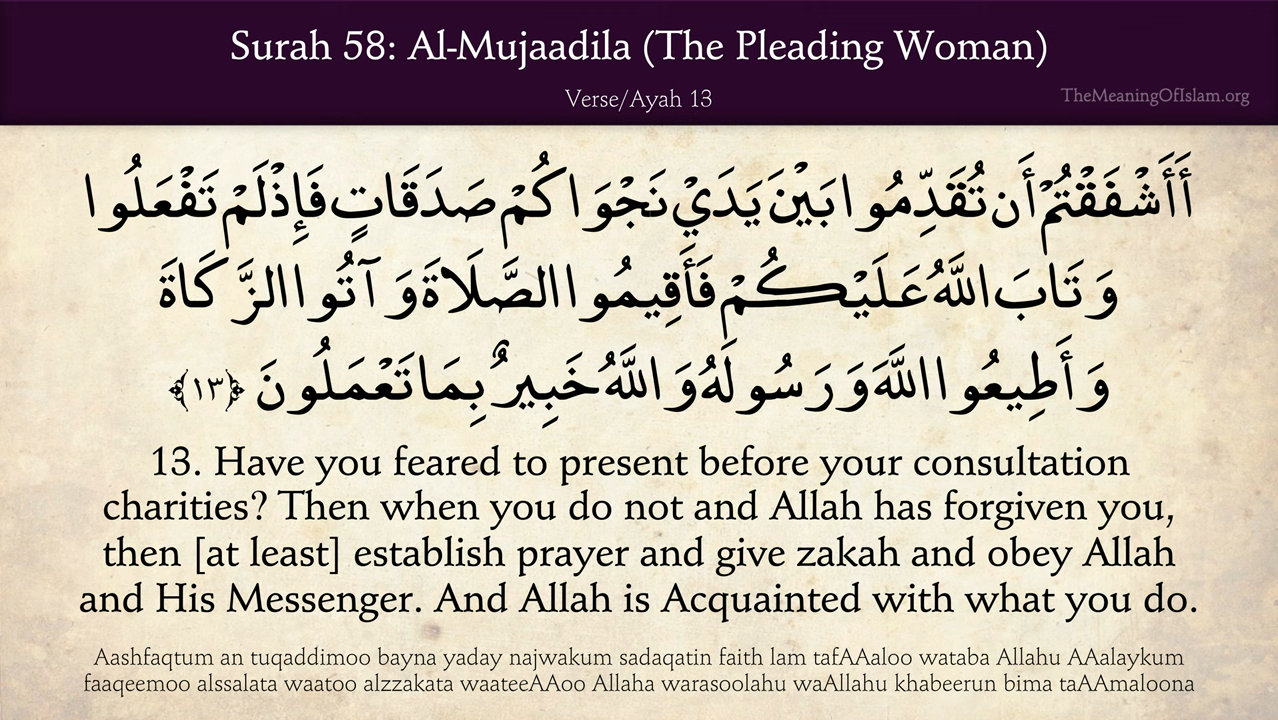 Surah 58: Al-Mujaadila (The Pleading Woman)
Verse/Ayah 13
TheMeaningOfIslam.org
أَأَشْفَقْتُمْ أَن تُقَدِّمُوا بَيْنَ يَدَيْ نَجْوَاكُمْ صَدَقَاتٍ فَإِذْ لَمْ تَفْعَلُوا
وَتَابَ اللَّهُ عَلَيْكُمْ فَأَقِيمُوا الصَّلَاةَ وَآتُوا الزَّكَاةَ
وَأَطِيعُوا اللَّهَ وَرَسُولَهُ وَاللَّهُ خَبِيرٌ بِمَا تَعْمَلُونَ ﴿١٣﴾
13. Have you feared to present before your consultation
charities? Then when you do not and Allah has forgiven you,
then [at least] establish prayer and give zakah and obey Allah
and His Messenger. And Allah is Acquainted with what you do.
Aashfaqtum an tuqaddimoo bayna yaday najwakum sadaqatin faith lam tafAAaloo wataba Allahu AAalaykum
faaqeemoo alssalata waatoo alzzakata waateeAAoo Allaha warasoolahu waAllahu khabeerun bima taAAmaloona